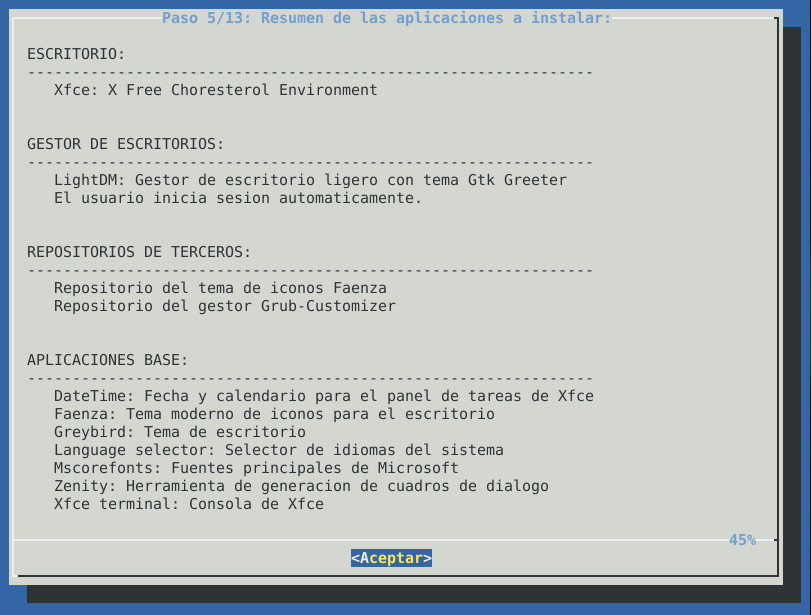 Paso 5/13: Resumen de las aplicaciones a instalar:
ESCRITORIO:
---------------------------------------------------------------
Xfce: X Free Choresterol Environment
GESTOR DE ESCRITORIOS:
---------------------------------------------------------------
LightDM: Gestor de escritorio ligero con tema Gtk Greeter
El usuario inicia sesion automaticamente.
REPOSITORIOS DE TERCEROS:
---------------------------------------------------------------
Repositorio del tema de iconos Faenza
Repositorio del gestor Grub-Customizer
APLICACIONES BASE:
---------------------------------------------------------------
DateTime: Fecha y calendario para el panel de tareas de Xfce
Faenza: Tema moderno de iconos para el escritorio
Greybird: Tema de escritorio
Language selector: Selector de idiomas del sistema
Mscorefonts: Fuentes principales de Microsoft
Zenity: Herramienta de generacion de cuadros de dialogo
Xfce terminal: Consola de Xfce
45%
<Aceptar>